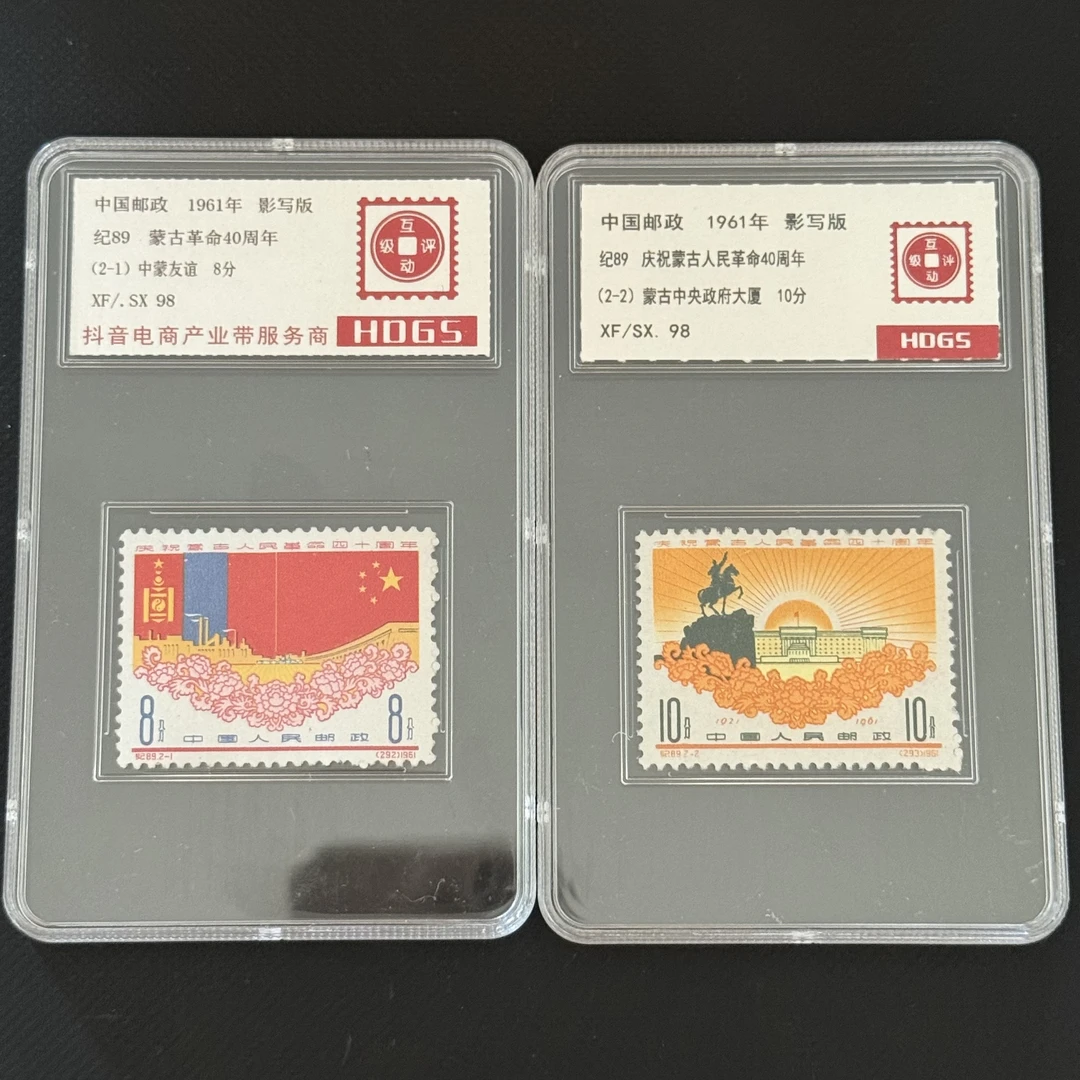 中国邮政 1961年 影写版
纪89 蒙古革命40周年
(2-1) 中蒙友谊 8分
XF/.SX 98
抖音电商产业带服务商 HDGS
互动评级
庆祝蒙古人民革命四十周年
8分 8分
中国人民邮政
纪89.2-1 (292)1961
中国邮政 1961年 影写版
纪89 庆祝蒙古人民革命40周年
(2-2) 蒙古中央政府大厦 10分
XF/SX. 98
HDGS
互动评级
庆祝蒙古人民革命四十周年
1921 1961
10分 10分
中国人民邮政
纪89.2-2 (293)1961